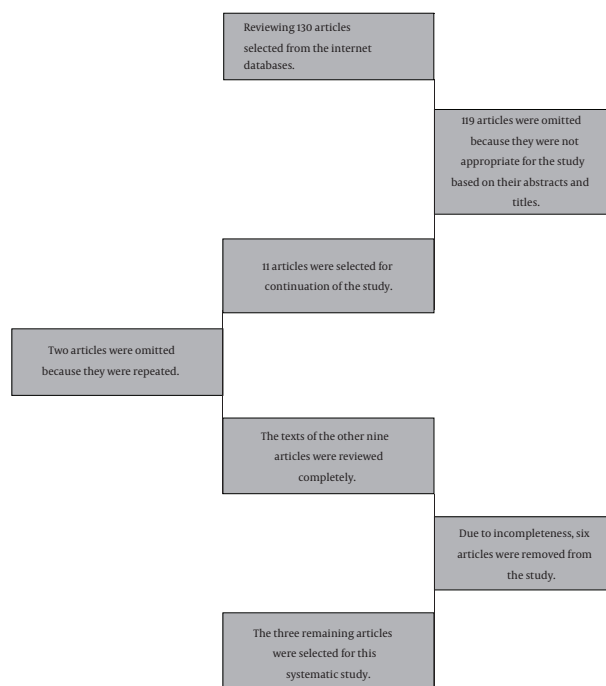 Reviewing 130 articles
selected from the internet
databases.
119 articles were omitted
because they were not
appropriate for the study
based on their abstracts and
titles.
11 articles were selected for
continuation of the study.
Two articles were omitted
because they were repeated.
The texts of the other nine
articles were reviewed
completely.
Due to incompleteness, six
articles were removed from
the study.
The three remaining articles
were selected for this
systematic study.